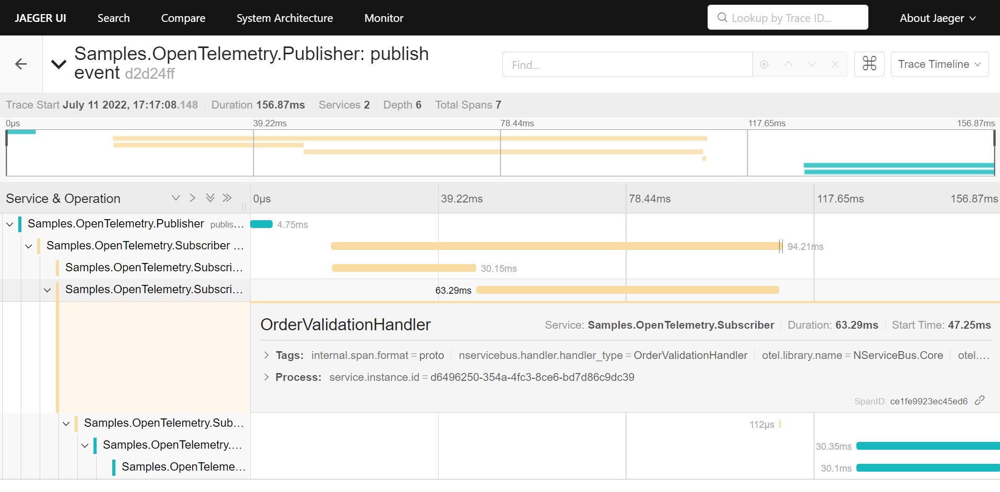 JAEGER UI Search Compare System Architecture Monitor Lookup by Trace ID... About Jaeger
Samples.OpenTelemetry.Publisher: publish
event d2d24ff
Find... Trace Timeline
Trace Start July 11 2022, 17:17:08.148 Duration 156.87ms Services 2 Depth 6 Total Spans 7
0μs 39.22ms 78.44ms 117.65ms 156.87ms
Service & Operation 0μs 39.22ms 78.44ms 117.65ms 156.87ms
Samples.OpenTelemetry.Publisher publis... 4.75ms
Samples.OpenTelemetry.Subscriber ... 94.21ms
Samples.OpenTelemetry.Subscri... 30.15ms
Samples.OpenTelemetry.Subscri... 63.29ms
OrderValidationHandler Service: Samples.OpenTelemetry.Subscriber Duration: 63.29ms Start Time: 47.25ms
Tags: internal.span.format = proto nservicebus.handler.handler_type = OrderValidationHandler otel.library.name = NServiceBus.Core otel....
Process: service.instance.id = d6496250-354a-4fc3-8ce6-bd7d86c9dc39
SpanID: ce1fe9923ec45ed6
Samples.OpenTelemetry.Sub... 112μs
Samples.OpenTelemetry.... 30.35ms
Samples.OpenTeleme... 30.1ms